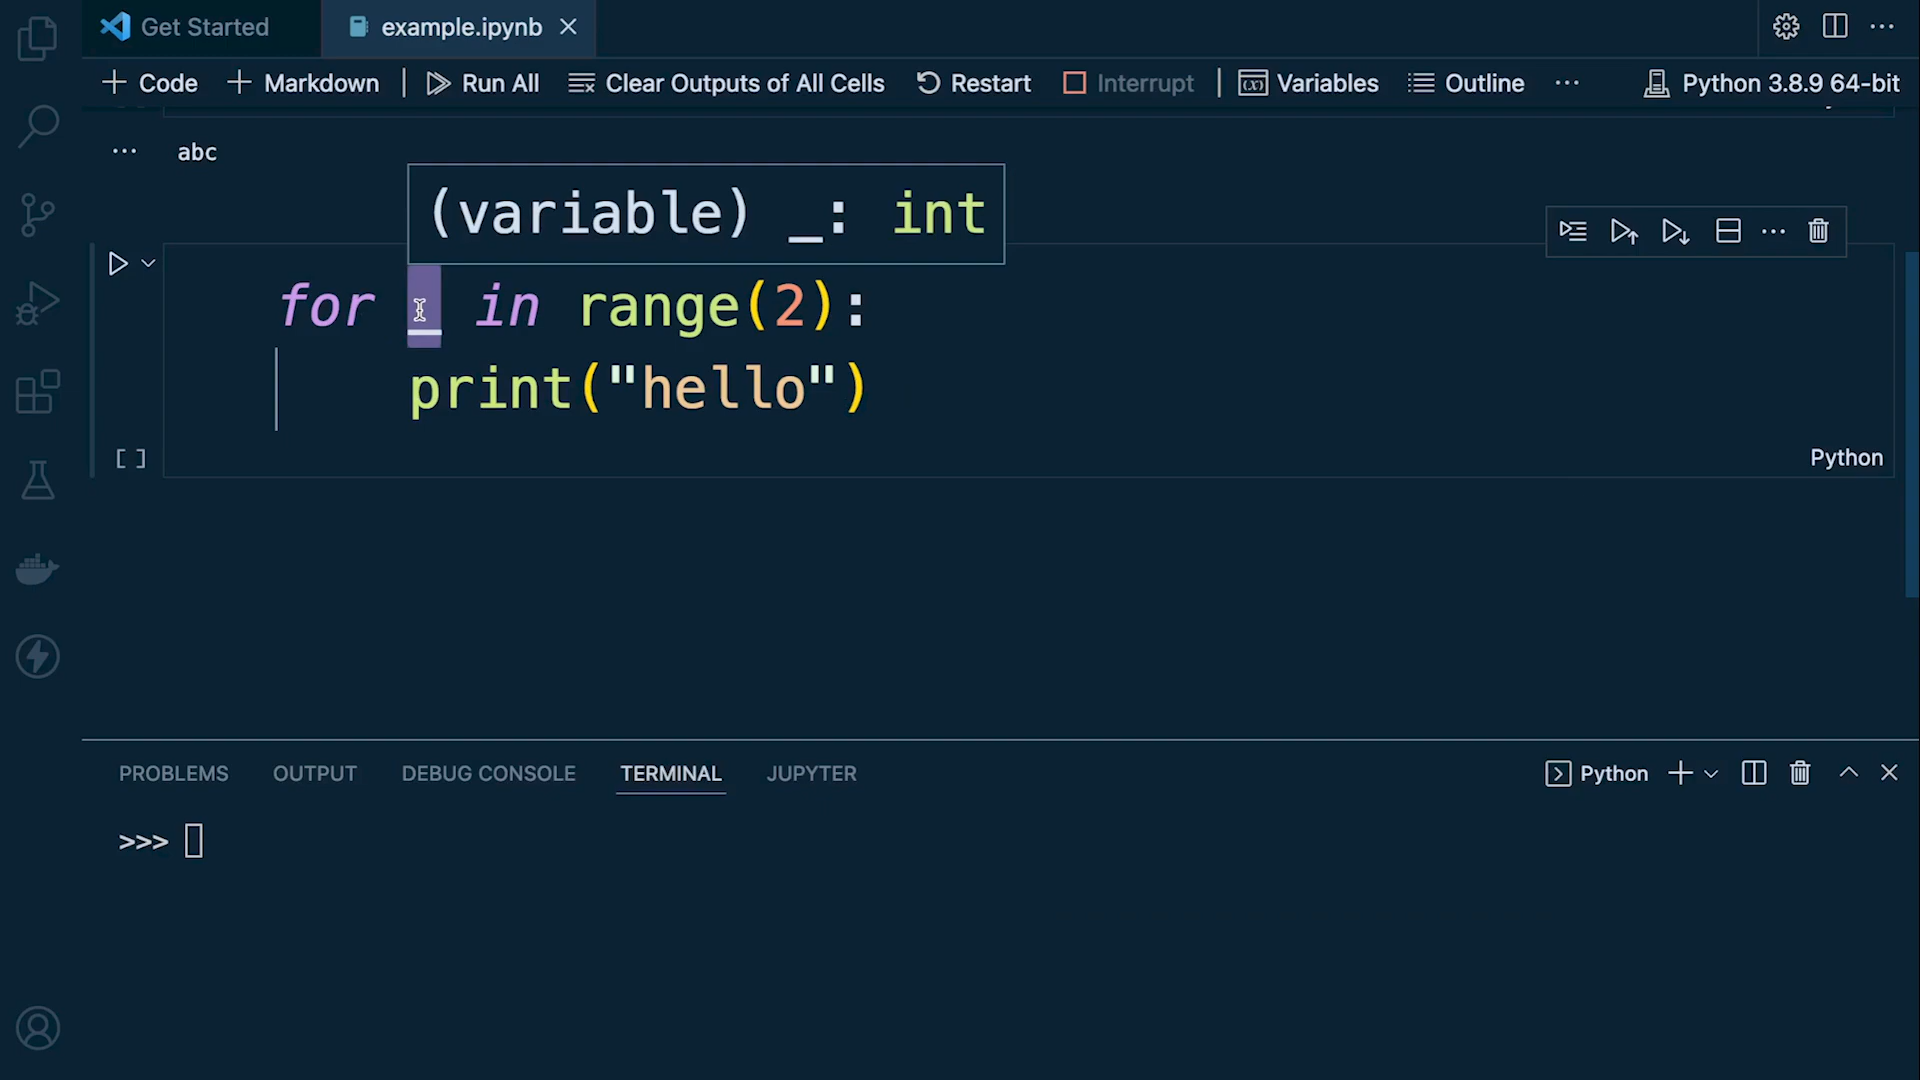 Get Started example.ipynb
Code Markdown Run All Clear Outputs of All Cells Restart Interrupt Variables Outline ... Python 3.8.9 64-bit
... abc
(variable) _: int
for _ in range(2):
print("hello")
[ ] Python
PROBLEMS OUTPUT DEBUG CONSOLE TERMINAL JUPYTER Python
>>>